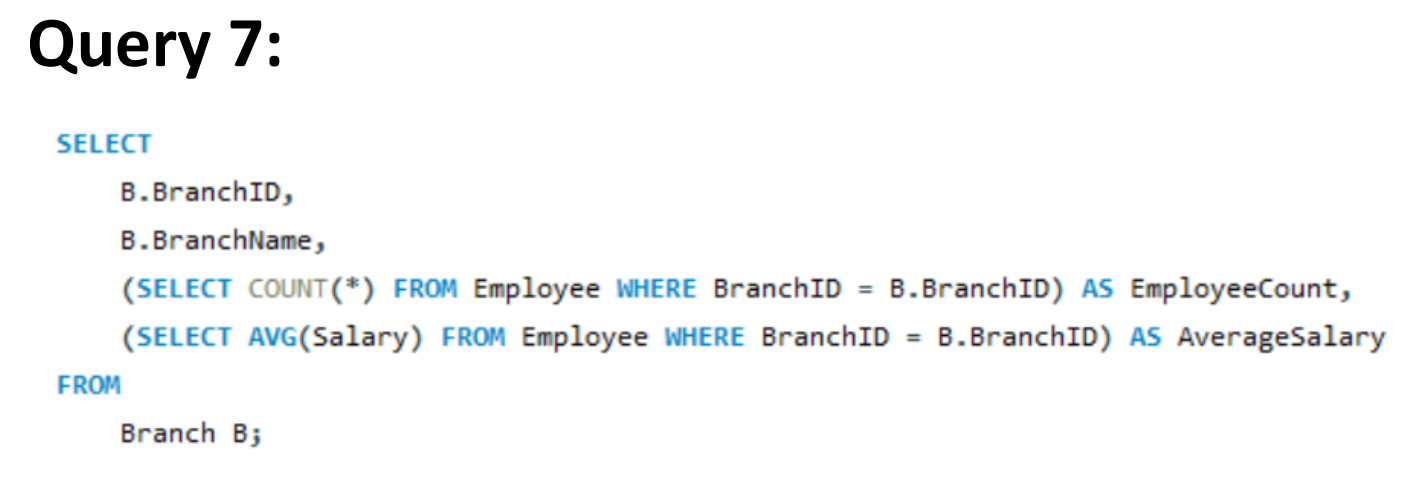 Query 7:
SELECT
B.BranchID,
B.BranchName,
(SELECT COUNT(*) FROM Employee WHERE BranchID = B.BranchID) AS EmployeeCount,
(SELECT AVG(Salary) FROM Employee WHERE BranchID = B.BranchID) AS AverageSalary
FROM
Branch B;